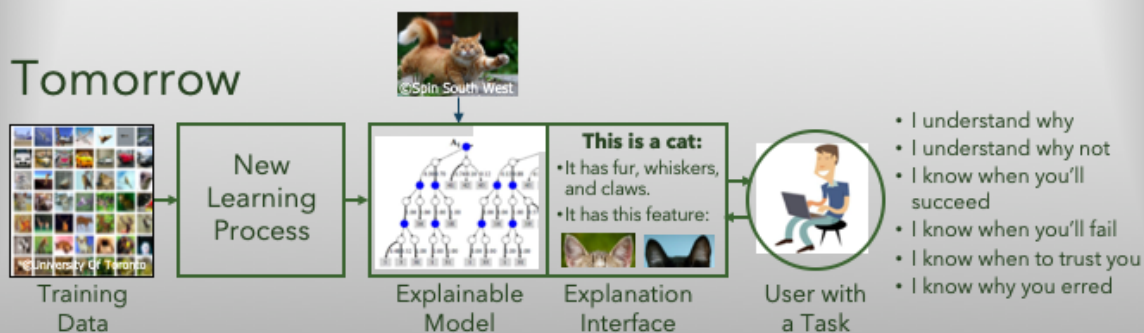 ©Spin South West
Tomorrow
©University Of Toronto
Training
Data
New
Learning
Process
Explainable
Model
This is a cat:
•It has fur, whiskers,
and claws.
•It has this feature:
Explanation
Interface
User with
a Task
• I understand why
• I understand why not
• I know when you'll
succeed
• I know when you'll fail
• I know when to trust you
• I know why you erred